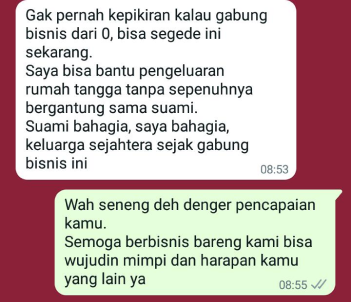 Gak pernah kepikiran kalau gabung
bisnis dari 0, bisa segede ini
sekarang.
Saya bisa bantu pengeluaran
rumah tangga tanpa sepenuhnya
bergantung sama suami.
Suami bahagia, saya bahagia,
keluarga sejahtera sejak gabung
bisnis ini
08:53
Wah seneng deh denger pencapaian
kamu.
Semoga berbisnis bareng kami bisa
wujudin mimpi dan harapan kamu
yang lain ya
08:55